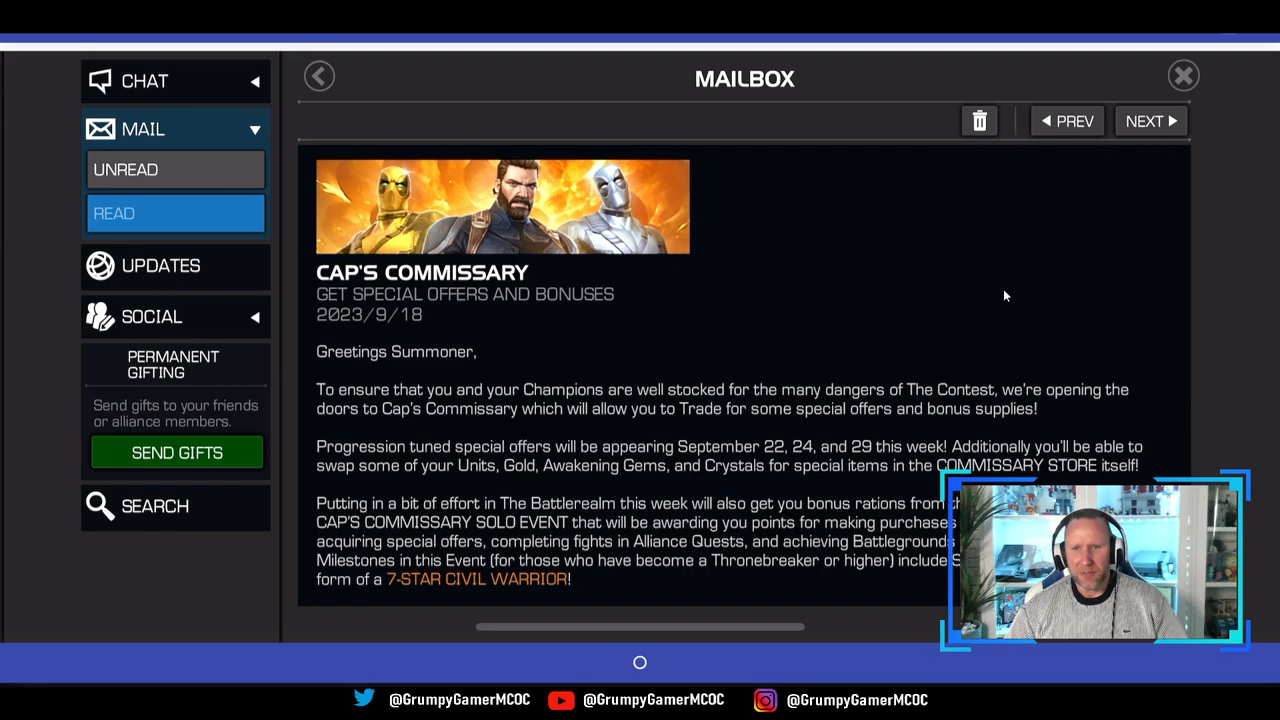 CHAT
MAIL
UNREAD
READ
UPDATES
SOCIAL
PERMANENT
GIFTING
Send gifts to your friends
or alliance members.
SEND GIFTS
SEARCH
MAILBOX
PREV
NEXT
CAP'S COMMISSARY
GET SPECIAL OFFERS AND BONUSES
2023/9/18
Greetings Summoner,
To ensure that you and your Champions are well stocked for the many dangers of The Contest, we're opening the
doors to Cap's Commissary which will allow you to Trade for some special offers and bonus supplies!
Progression tuned special offers will be appearing September 22, 24, and 29 this week! Additionally you'll be able to
swap some of your Units, Gold, Awakening Gems, and Crystals for special items in the COMMISSARY STORE itself!
Putting in a bit of effort in The Battlerealm this week will also get you bonus rations from
CAP'S COMMISSARY SOLO EVENT that will be awarding you points for making purchases
acquiring special offers, completing fights in Alliance Quests, and achieving Battlegrounds
Milestones in this Event (for those who have become a Thronebreaker or higher) include
form of a 7-STAR CIVIL WARRIOR!
@GrumpyGamerMCOC @GrumpyGamerMCOC @GrumpyGamerMCOC